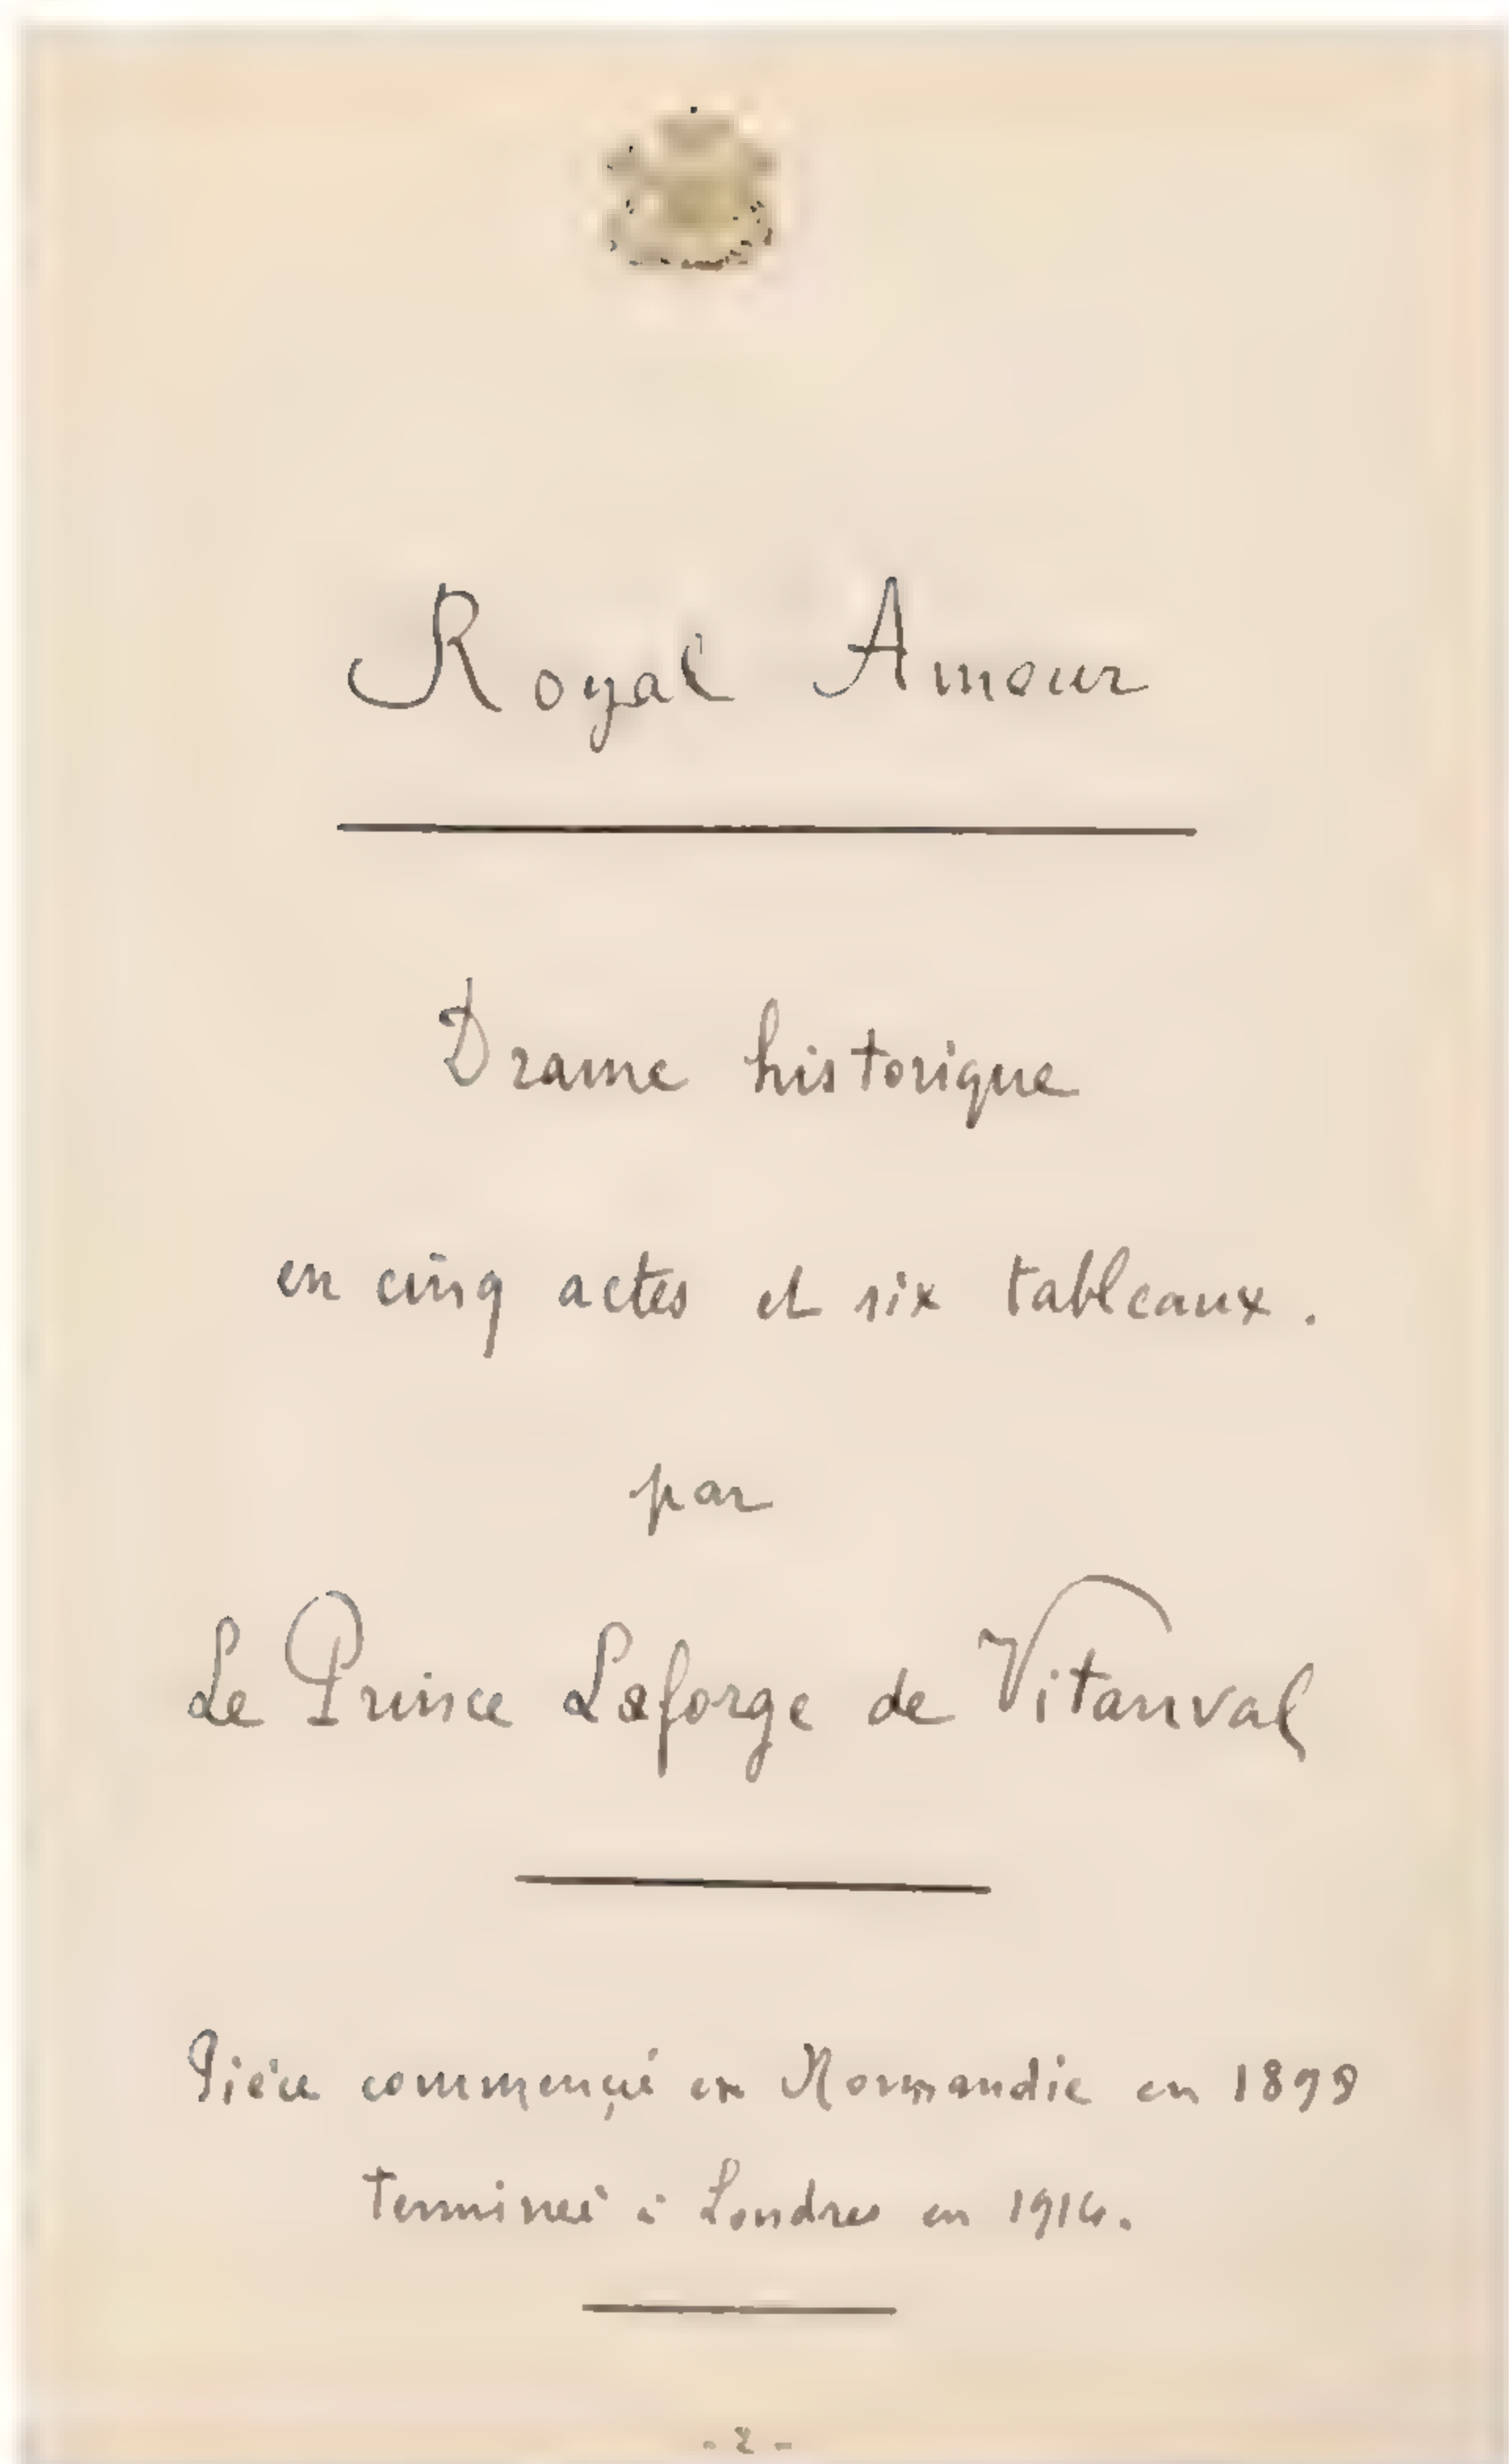 Royal Amour
Drame historique
en cinq actes et six tableaux.
par
Le Prince Laforge de Vitanval
Pièce commencée en Normandie en 1898
terminée à Londres en 1914.
- 2 -